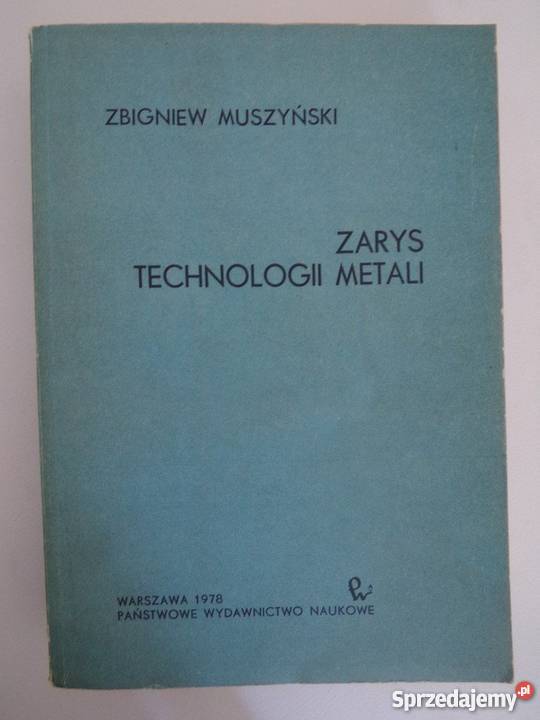 ZBIGNIEW MUSZYŃSKI
ZARYS
TECHNOLOGII METALI
WARSZAWA 1978
PAŃSTWOWE WYDAWNICTWO NAUKOWE
Sprzedajemy.pl